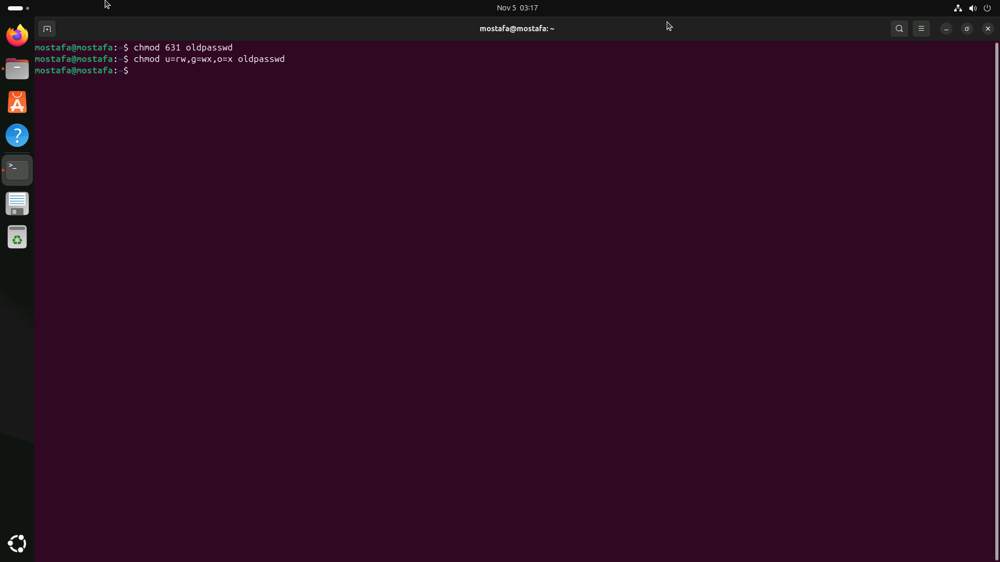 Nov 5 03:17
mostafa@mostafa: ~
mostafa@mostafa:~$ chmod 631 oldpasswd
mostafa@mostafa:~$ chmod u=rw,g=wx,o=x oldpasswd
mostafa@mostafa:~$